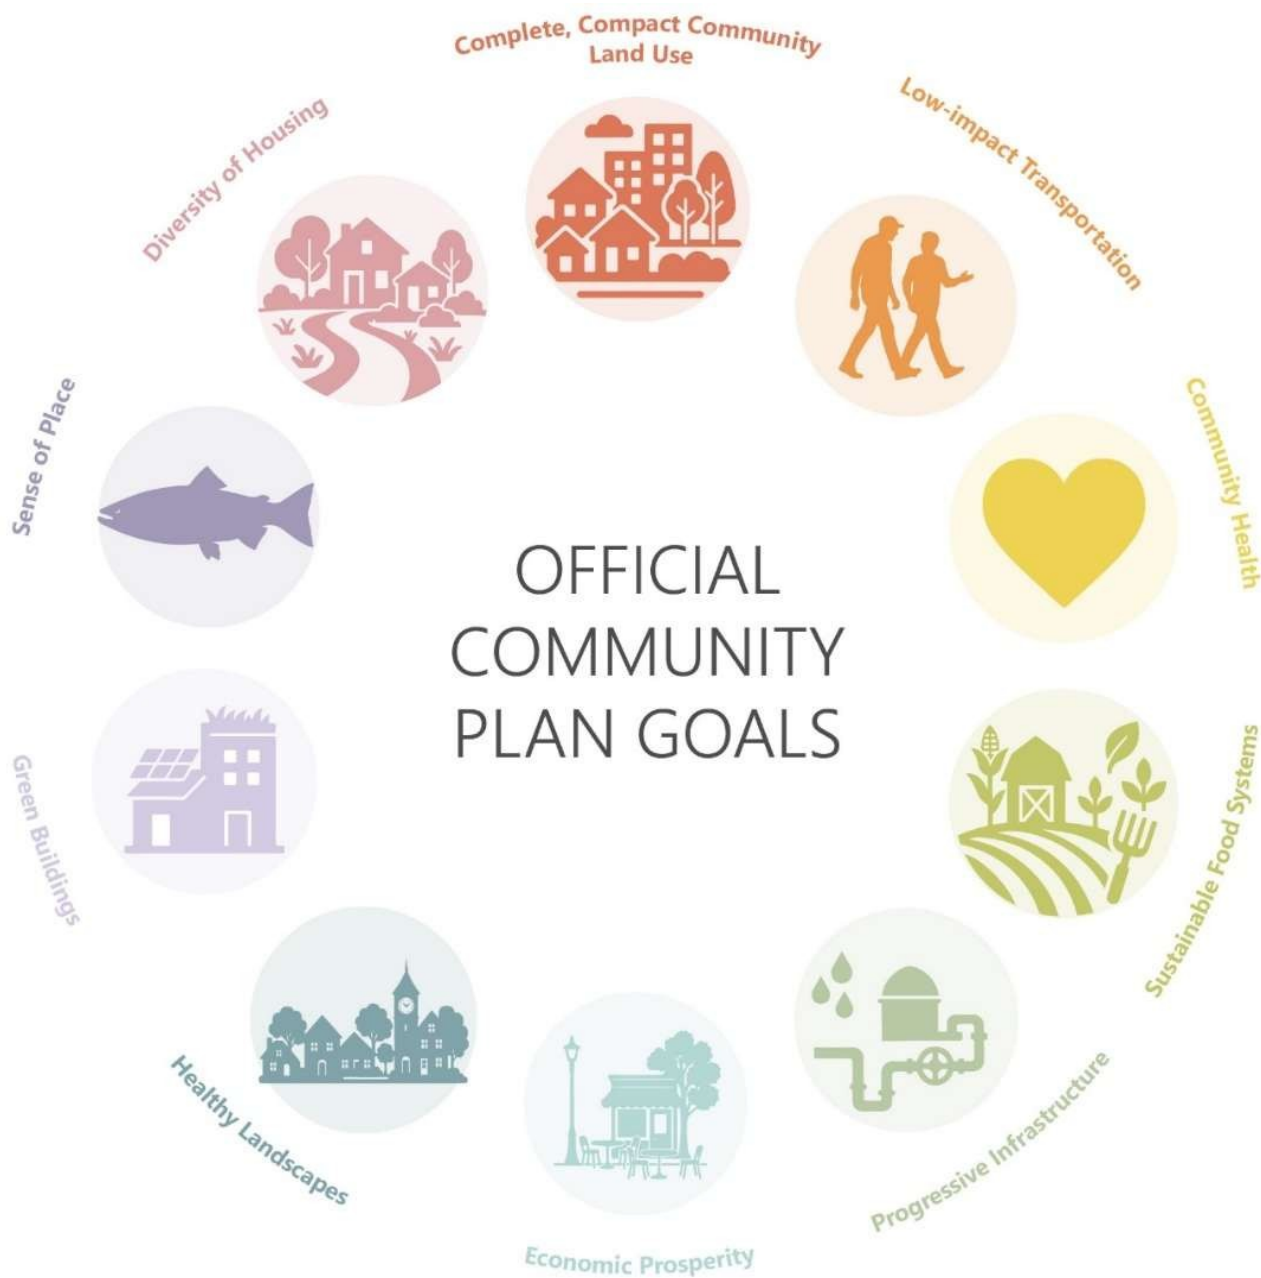 Complete, Compact Community
Land Use
Low-impact Transportation
Community Health
Sustainable Food Systems
Progressive Infrastructure
Economic Prosperity
Healthy Landscapes
Green Buildings
Sense of Place
Diversity of Housing
OFFICIAL
COMMUNITY
PLAN GOALS